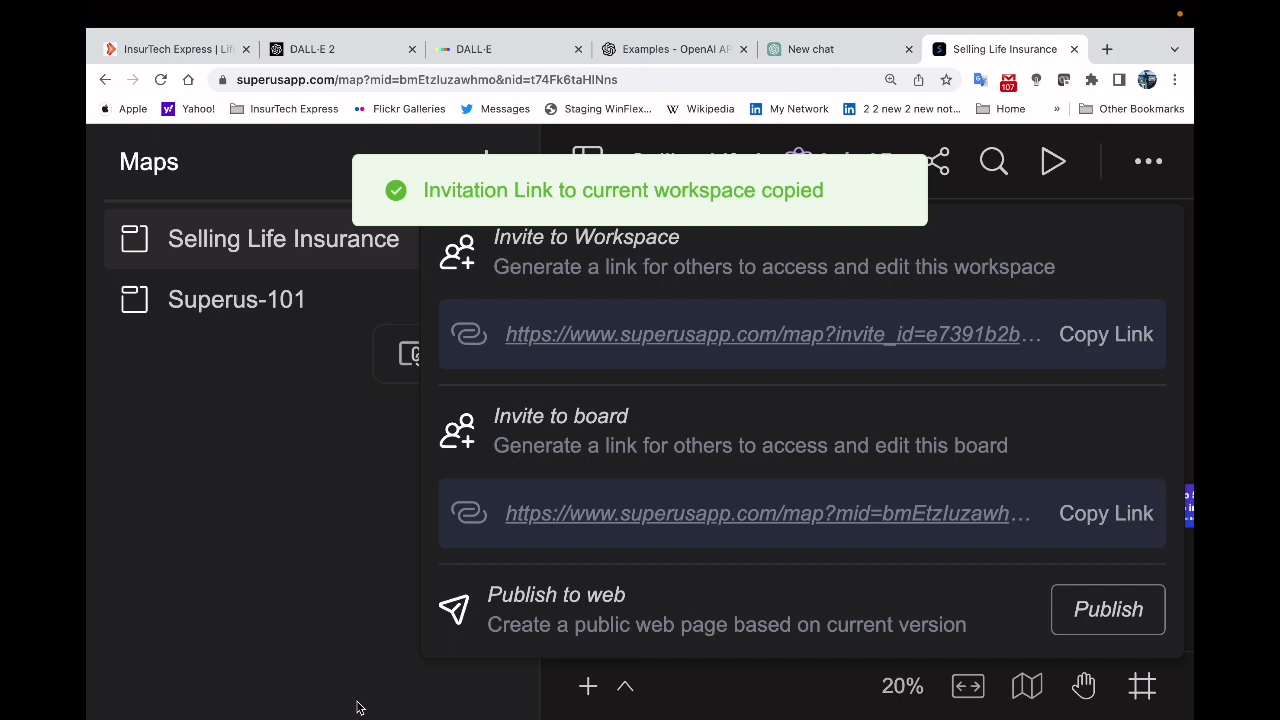 InsurTech Express | Lif
DALL·E 2
DALL·E
Examples - OpenAI AP
New chat
Selling Life Insurance
superusapp.com/map?mid=bmEtzIuzawhmo&nid=t74Fk6taHINns
107
Apple
Yahoo!
InsurTech Express
Flickr Galleries
Messages
Staging WinFlex...
Wikipedia
My Network
2 2 new 2 new not...
Home
»
Other Bookmarks
Maps
Invitation Link to current workspace copied
Selling Life Insurance
Superus-101
Invite to Workspace
Generate a link for others to access and edit this workspace
https://www.superusapp.com/map?invite_id=e7391b2b...
Copy Link
Invite to board
Generate a link for others to access and edit this board
https://www.superusapp.com/map?mid=bmEtzIuzawh...
Copy Link
Publish to web
Create a public web page based on current version
Publish
20%